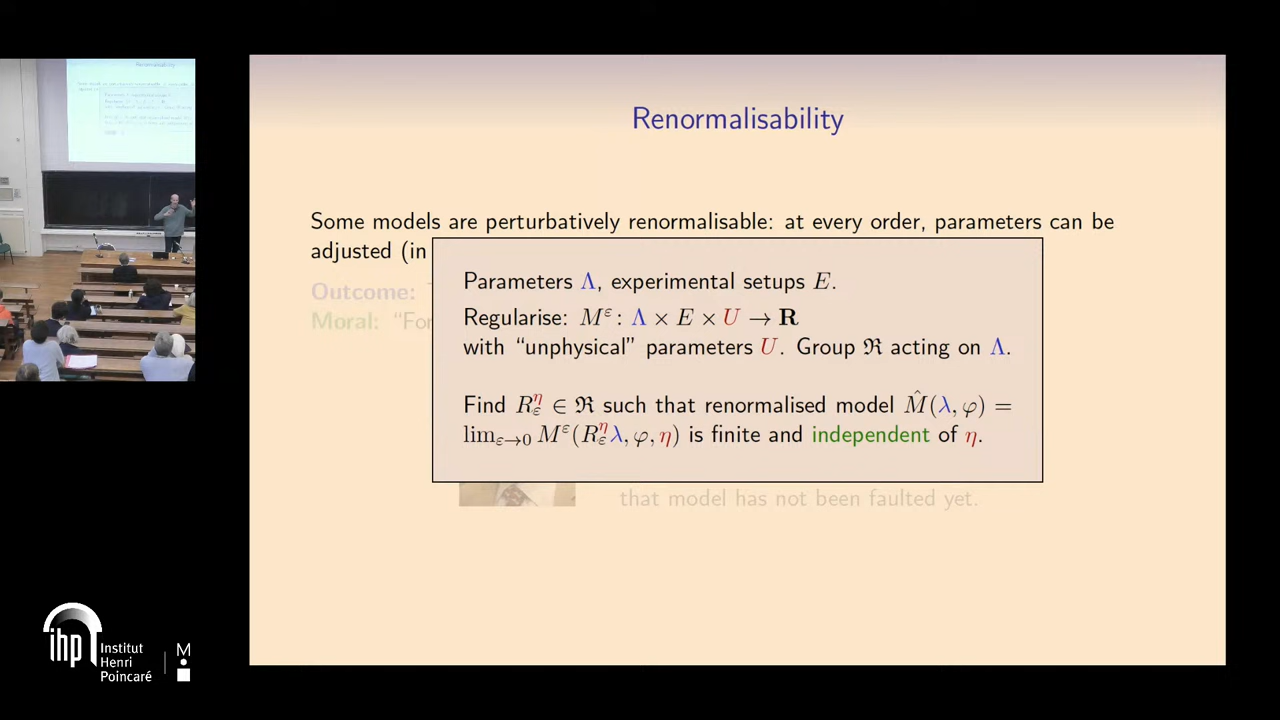 Renormalisability
Some models are perturbatively renormalisable: at every order, parameters can be
adjusted (in
Parameters Λ, experimental setups E.
Regularise: M^ε : Λ × E × U → R
with “unphysical” parameters U. Group ℜ acting on Λ.
Find R_ε^η ∈ ℜ such that renormalised model M̂(λ, φ) =
lim_{ε→0} M^ε(R_ε^η λ, φ, η) is finite and independent of η.
Outcome:
Moral: “For
that model has not been faulted yet.
ihp
Institut
Henri
Poincaré
M